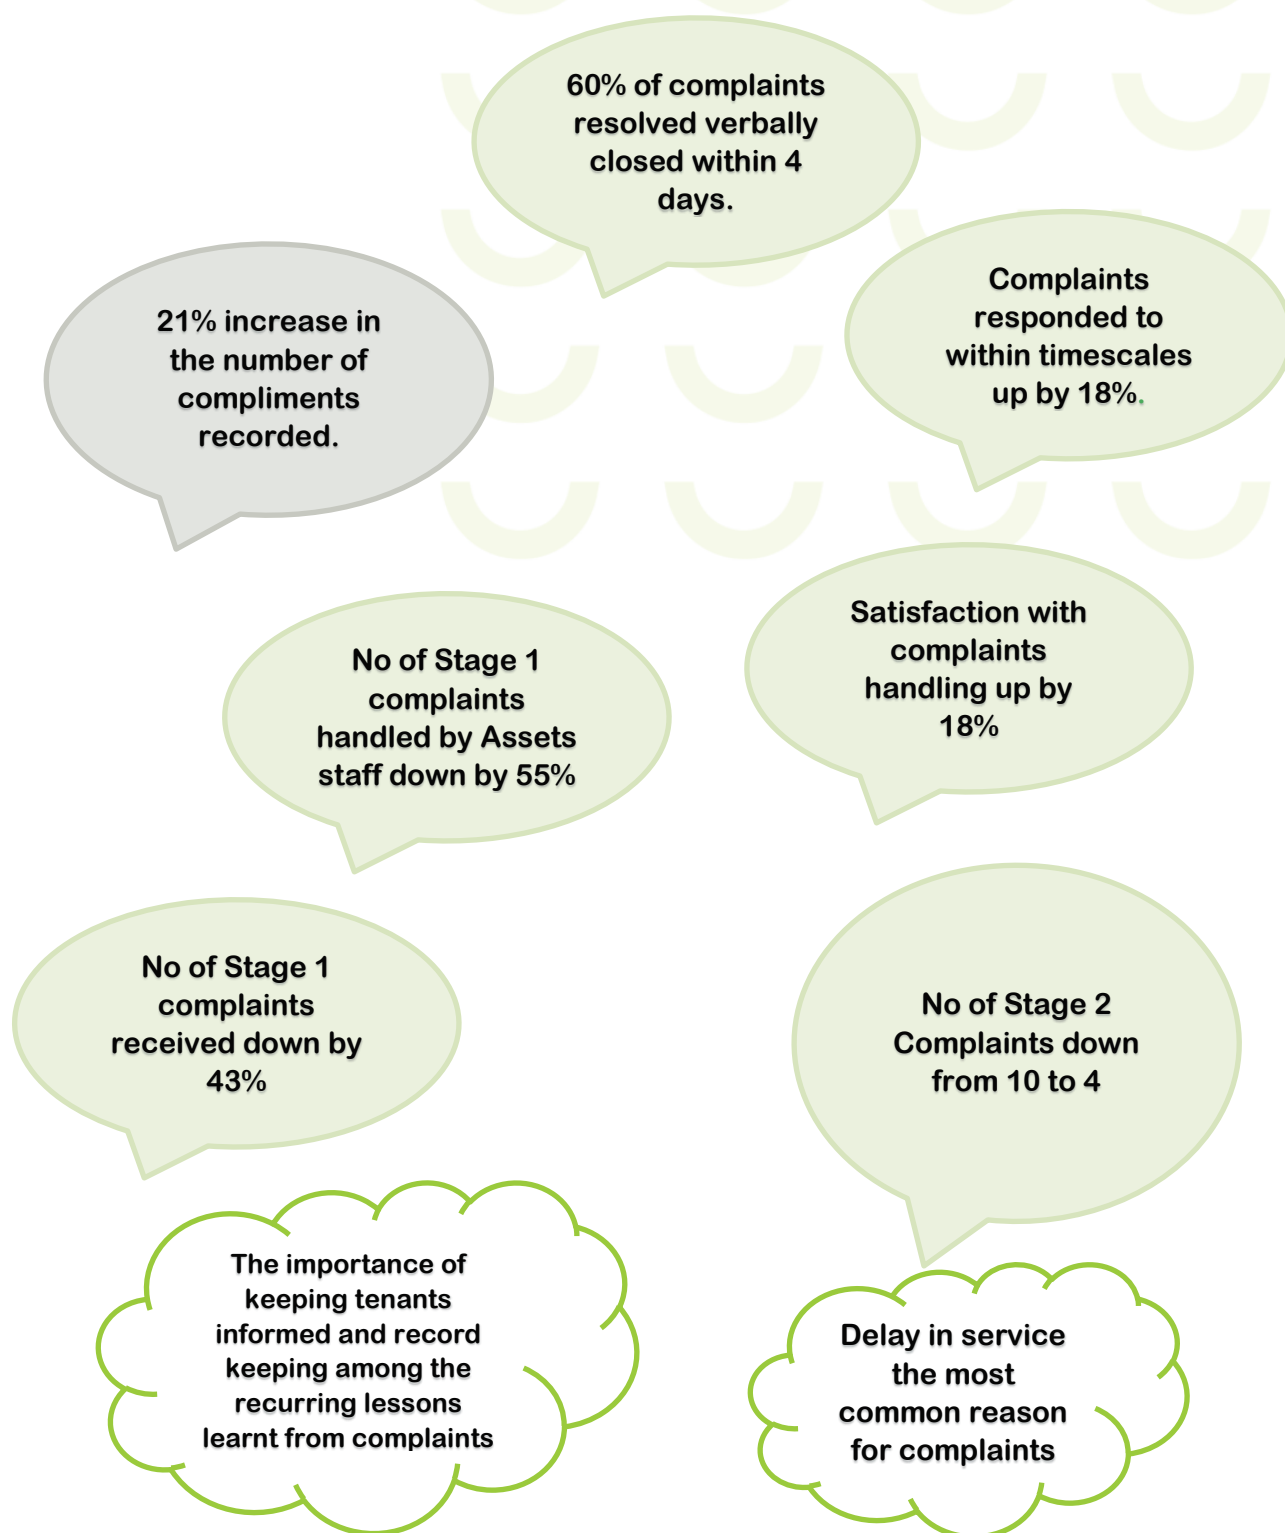 60% of complaints
resolved verbally
closed within 4
days.
21% increase in
the number of
compliments
recorded.
Complaints
responded to
within timescales
up by 18%.
No of Stage 1
complaints
handled by Assets
staff down by 55%
Satisfaction with
complaints
handling up by
18%
No of Stage 1
complaints
received down by
43%
No of Stage 2
Complaints down
from 10 to 4
The importance of
keeping tenants
informed and record
keeping among the
recurring lessons
learnt from complaints
Delay in service
the most
common reason
for complaints